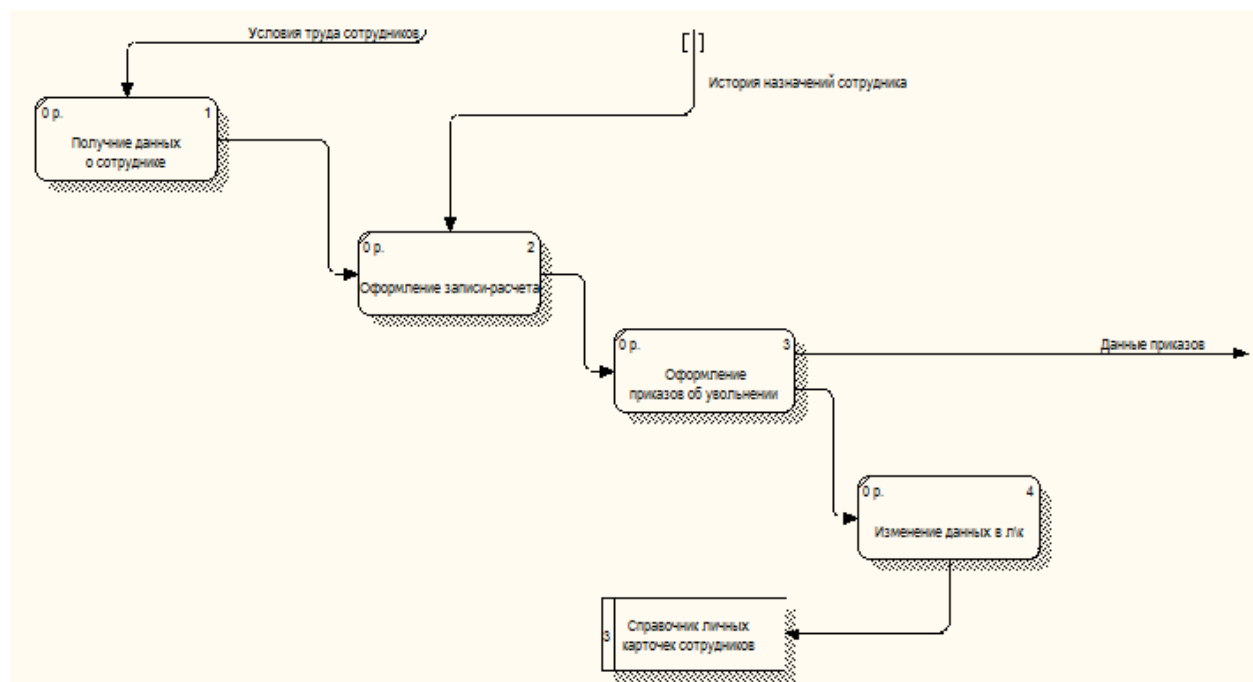 Условия труда сотрудников
[ ]
История назначений сотрудника
0 р. 1
Получние данных
о сотруднике
0 р. 2
Оформление записи-расчета
0 р. 3
Оформление
приказов об увольнении
Данные приказов
0 р. 4
Изменение данных в л\к
3
Справочник личных
карточек сотрудников